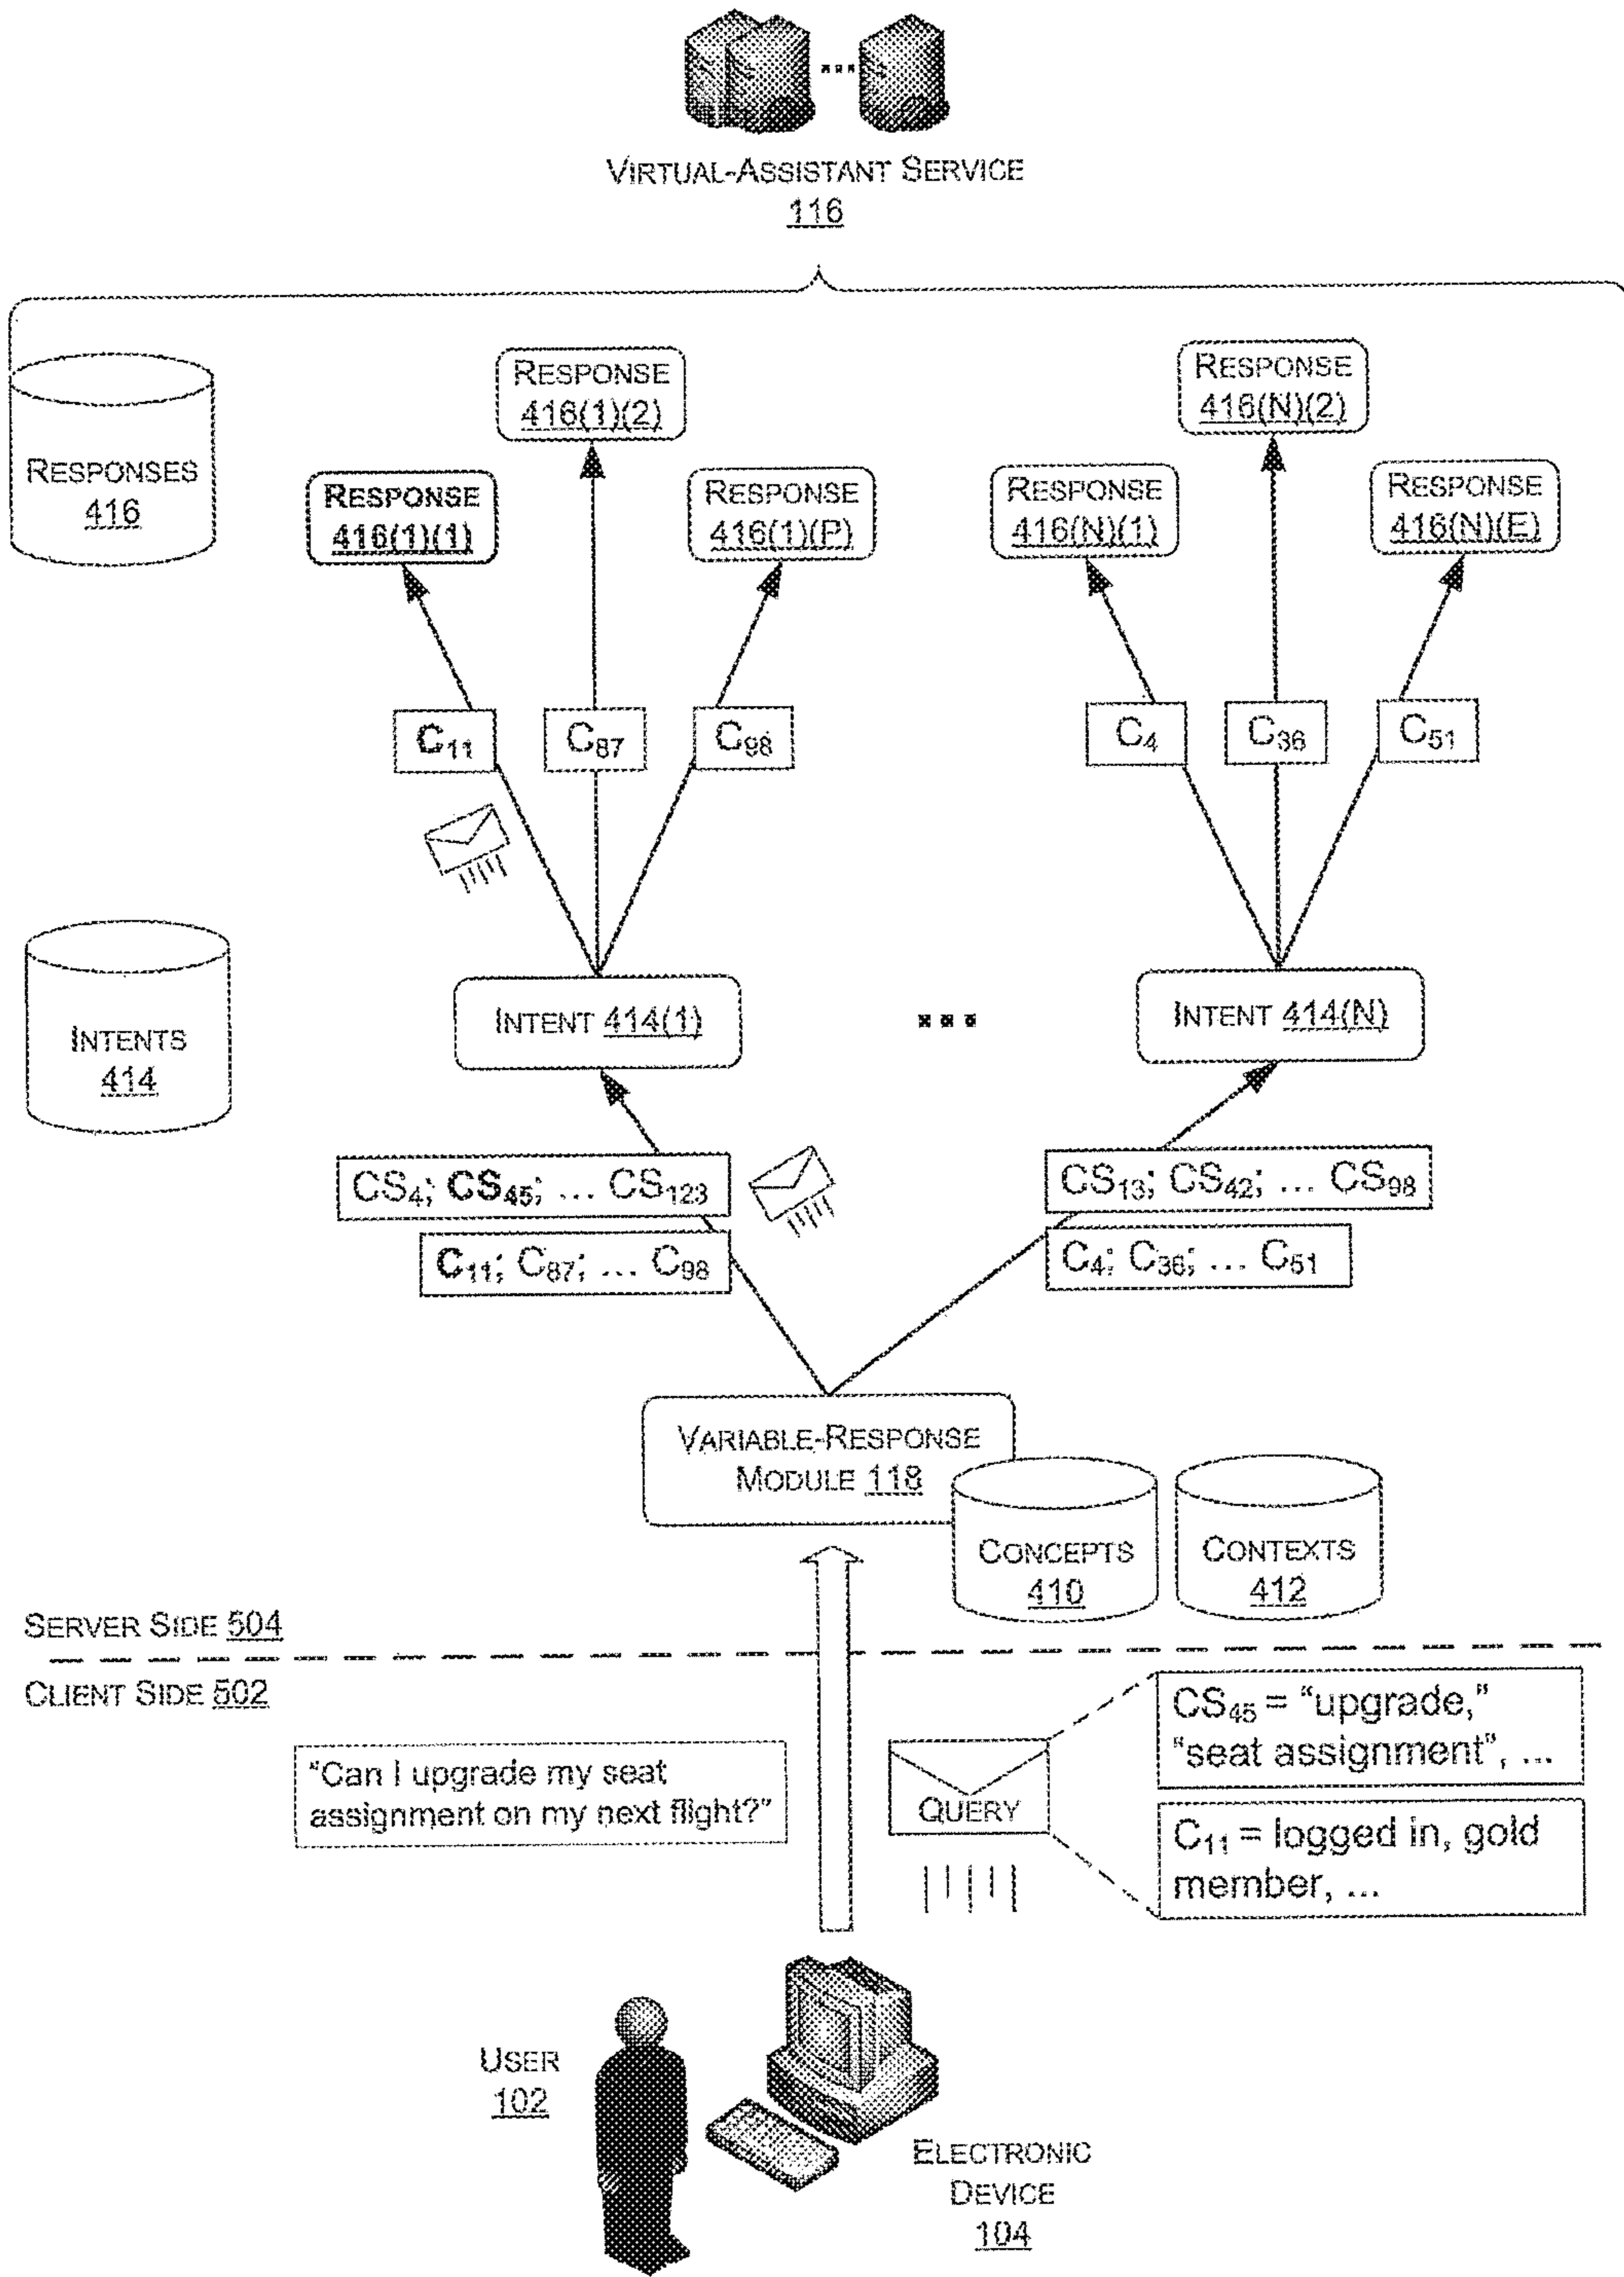 VIRTUAL-ASSISTANT SERVICE
116
RESPONSES
416
RESPONSE
416(1)(1)
RESPONSE
416(1)(2)
RESPONSE
416(1)(P)
RESPONSE
416(N)(1)
RESPONSE
416(N)(2)
RESPONSE
416(N)(E)
C11
C87
C98
C4
C36
C51
INTENTS
414
INTENT 414(1)
...
INTENT 414(N)
CS4; CS45; ... CS123
C11; C87; ... C98
CS13; CS42; ... CS98
C4; C36; ... C51
VARIABLE-RESPONSE
MODULE 118
CONCEPTS
410
CONTEXTS
412
SERVER SIDE 504
CLIENT SIDE 502
"Can I upgrade my seat
assignment on my next flight?"
QUERY
CS45 = "upgrade,"
"seat assignment", ...
C11 = logged in, gold
member, ...
USER
102
ELECTRONIC
DEVICE
104